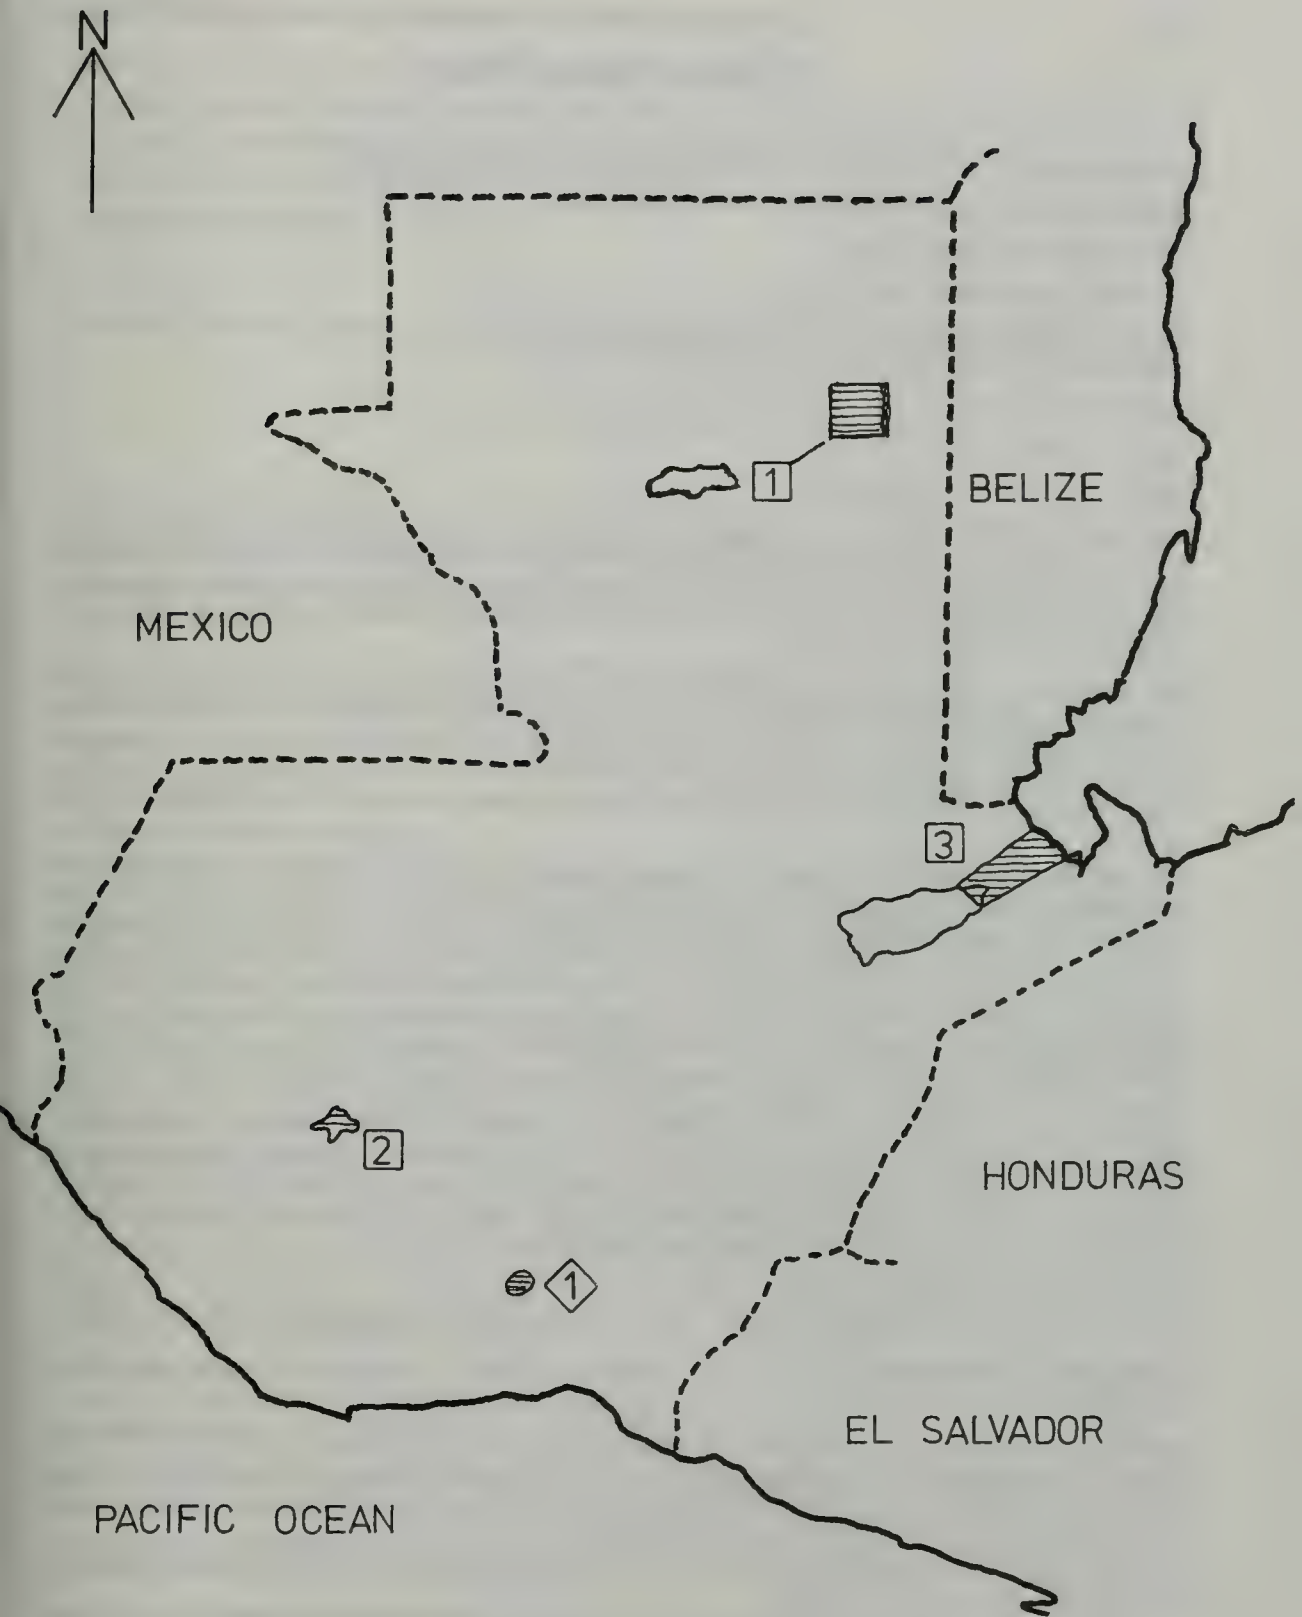 N
1
BELIZE
MEXICO
3
2
HONDURAS
1
EL SALVADOR
PACIFIC OCEAN